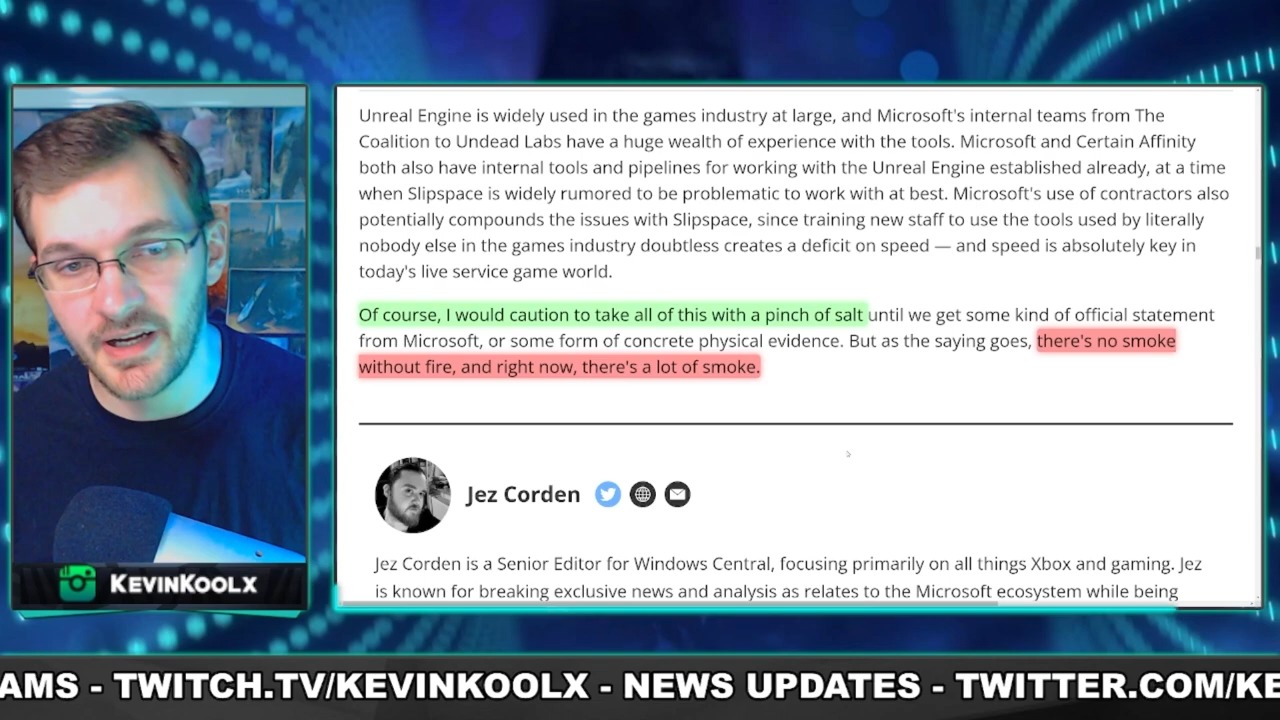 Unreal Engine is widely used in the games industry at large, and Microsoft's internal teams from The
Coalition to Undead Labs have a huge wealth of experience with the tools. Microsoft and Certain Affinity
both also have internal tools and pipelines for working with the Unreal Engine established already, at a time
when Slipspace is widely rumored to be problematic to work with at best. Microsoft's use of contractors also
potentially compounds the issues with Slipspace, since training new staff to use the tools used by literally
nobody else in the games industry doubtless creates a deficit on speed — and speed is absolutely key in
today's live service game world.
Of course, I would caution to take all of this with a pinch of salt until we get some kind of official statement
from Microsoft, or some form of concrete physical evidence. But as the saying goes, there's no smoke
without fire, and right now, there's a lot of smoke.
Jez Corden
Jez Corden is a Senior Editor for Windows Central, focusing primarily on all things Xbox and gaming. Jez
is known for breaking exclusive news and analysis as relates to the Microsoft ecosystem while being
KEVINKOOLX
AMS - TWITCH.TV/KEVINKOOLX - NEWS UPDATES - TWITTER.COM/KE